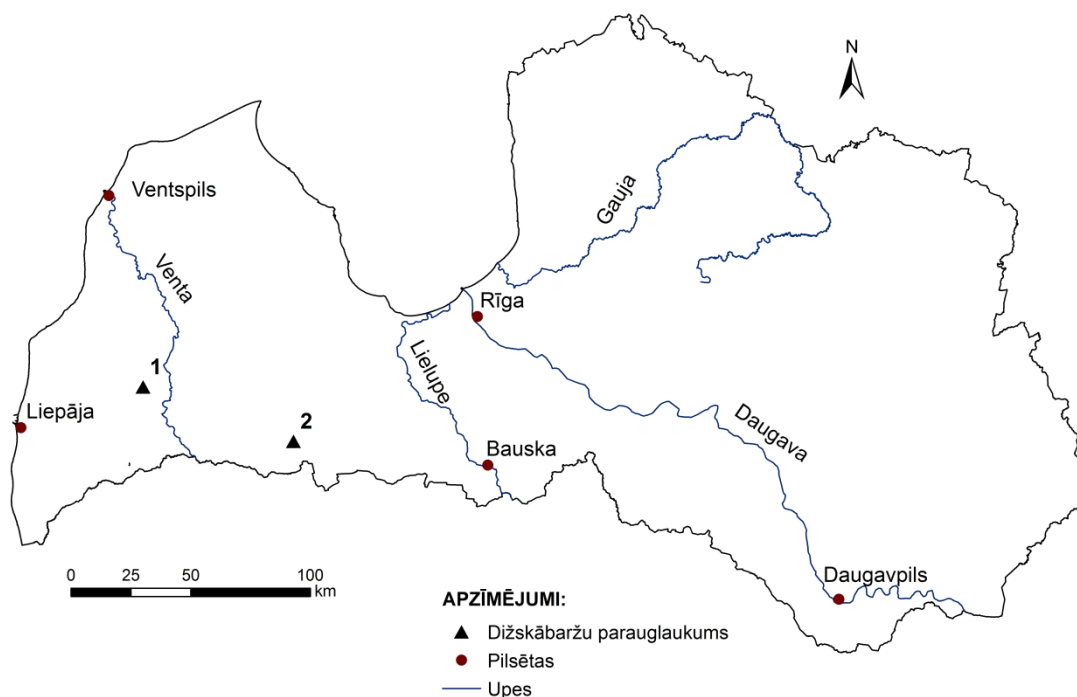 N
Ventspils
Venta
Gauja
Rīga
1
Lielupe
Liepāja
2
Daugava
Bauska
0 25 50 100
km
Daugavpils
APZĪMĒJUMI:
Dižskābaržu parauglaukums
Pilsētas
Upes